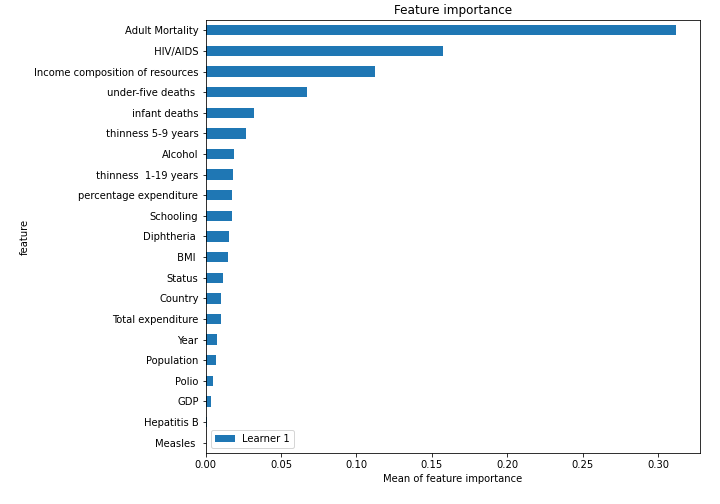 Feature importance
Adult Mortality
HIV/AIDS
Income composition of resources
under-five deaths
infant deaths
thinness 5-9 years
Alcohol
thinness  1-19 years
percentage expenditure
Schooling
Diphtheria
BMI
Status
Country
Total expenditure
Year
Population
Polio
GDP
Hepatitis B
Measles
feature
Learner 1
0.00 0.05 0.10 0.15 0.20 0.25 0.30
Mean of feature importance